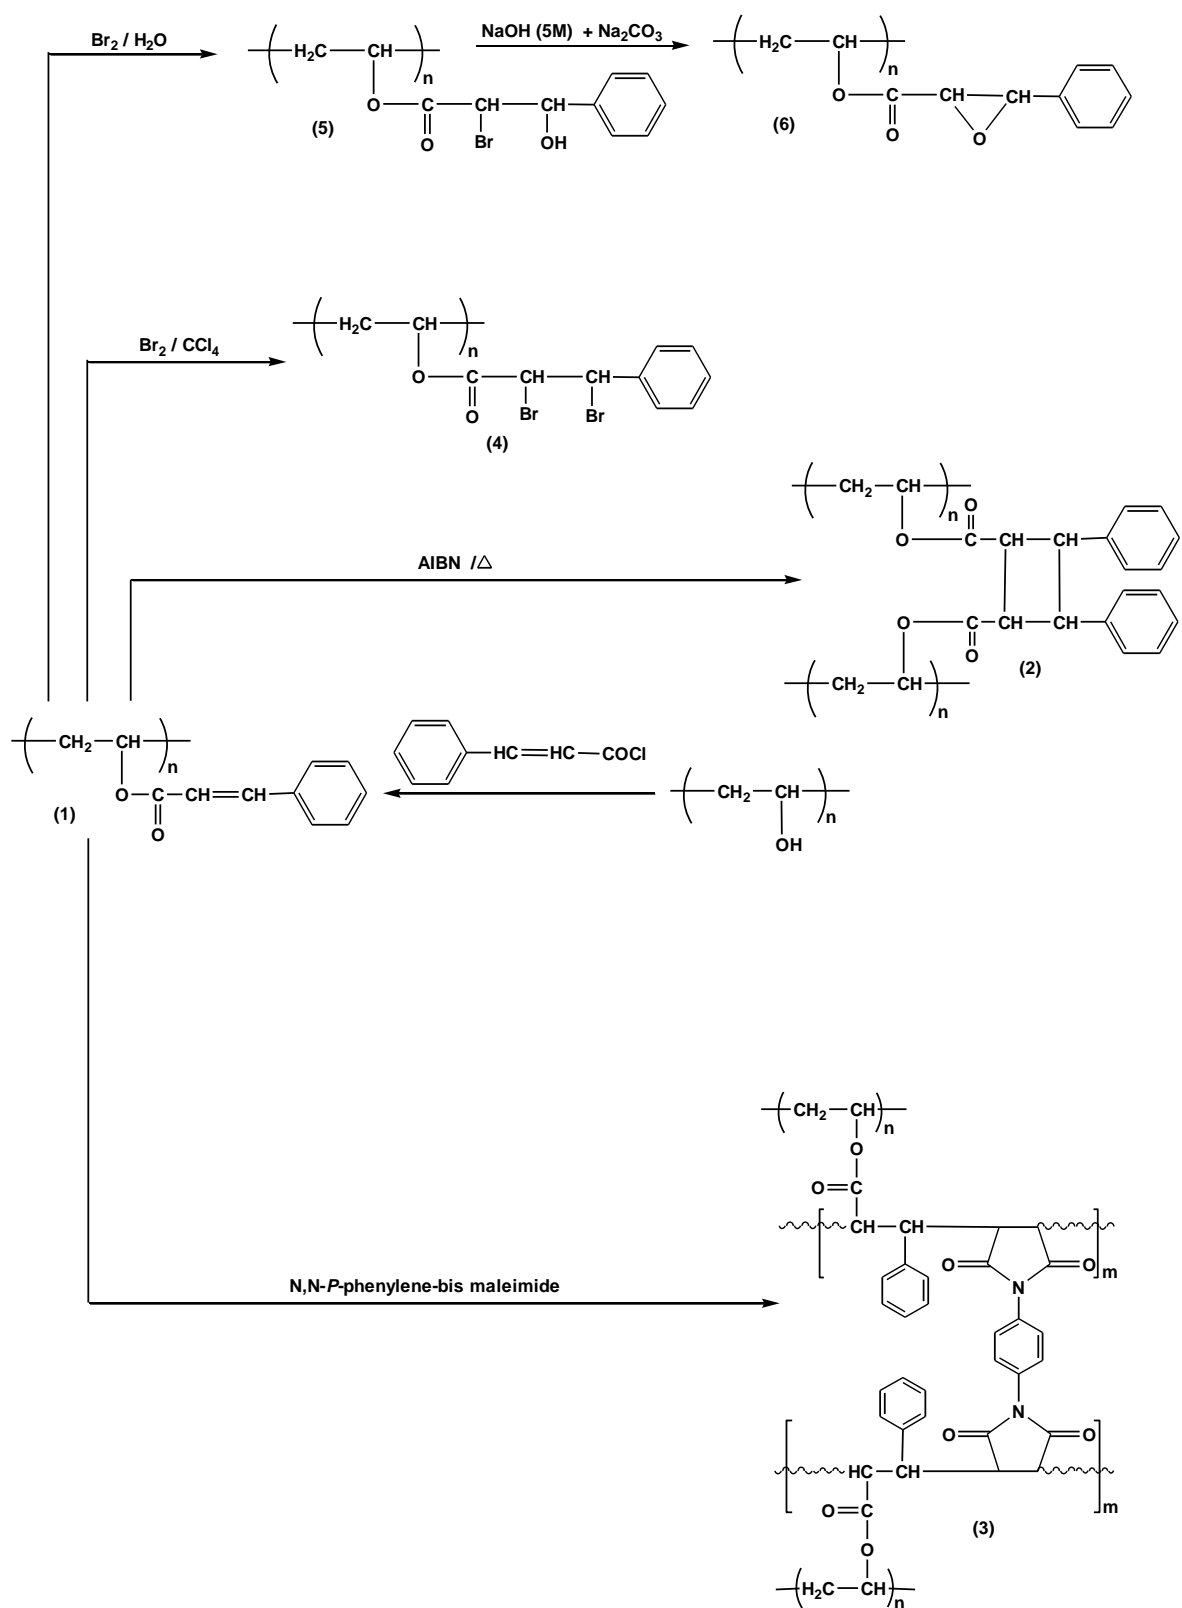 Br2 / H2O
NaOH (5M) + Na2CO3
H2C CH
n
O C CH CH
O Br OH
(5)
H2C CH
n
O C CH CH
O O
(6)
Br2 / CCl4
H2C CH
n
O C CH CH
O Br Br
(4)
CH2 CH
n
O
O C CH CH
AIBN /△
O C CH CH
O
(2)
CH2 CH
n
CH2 CH
n
O C CH CH
O
(1)
HC HC COCl
CH2 CH
n
OH
CH2 CH
n
O
O C
CH CH
O O
N
m
N,N-P-phenylene-bis maleimide
N
O O
HC CH
m
O C
O
(3)
H2C CH
n